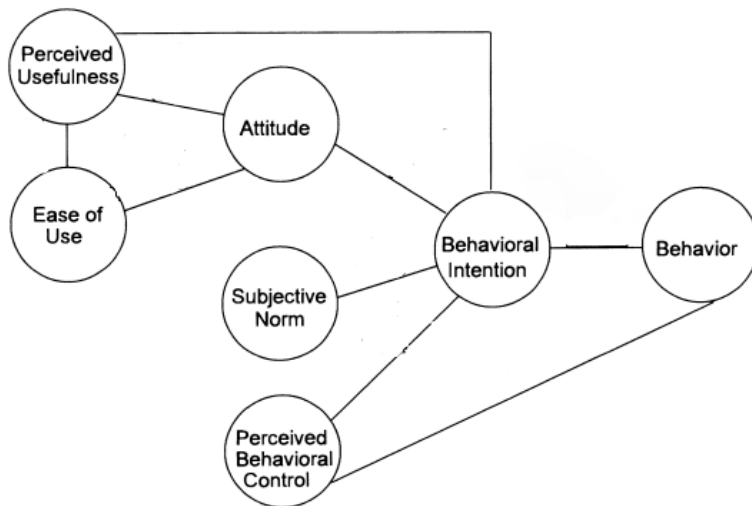 Perceived
Usefulness
Attitude
Ease of
Use
Behavioral
Intention
Behavior
Subjective
Norm
Perceived
Behavioral
Control